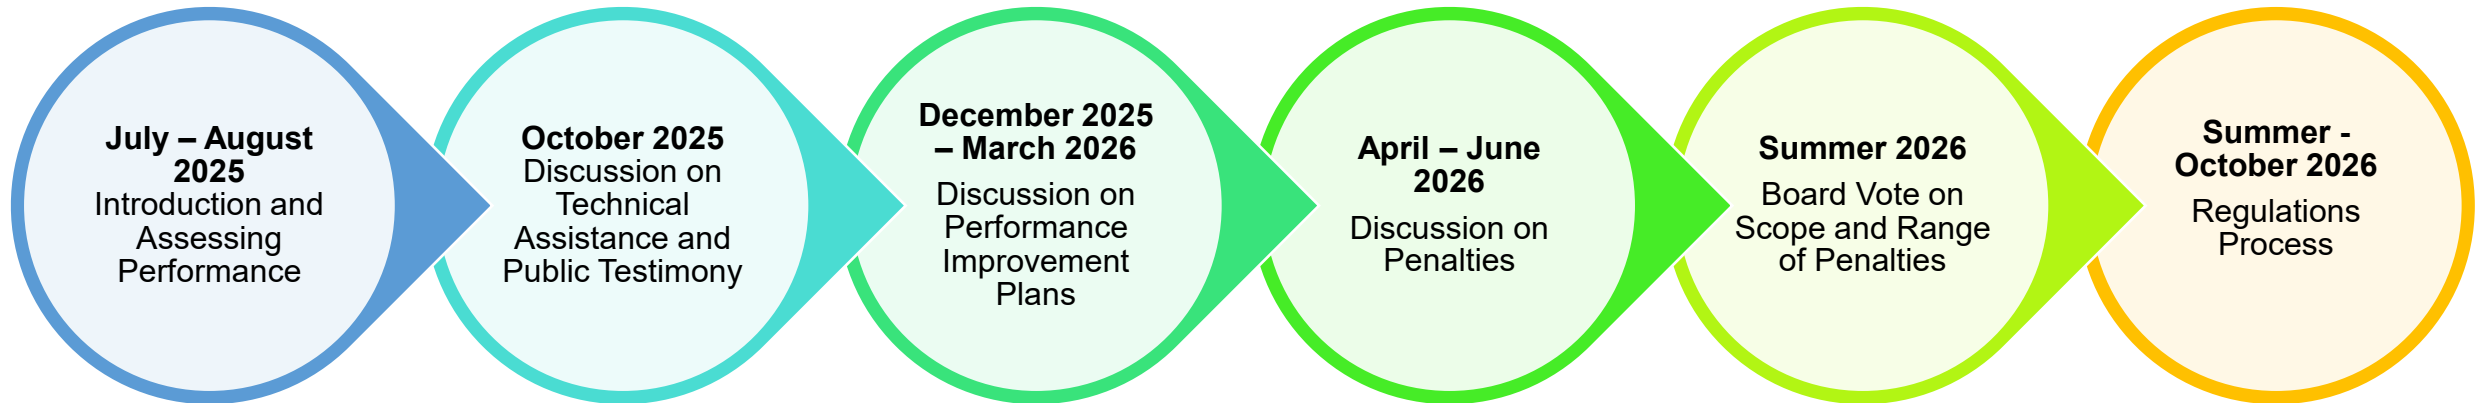 July – August
2025
Introduction and
Assessing
Performance
October 2025
Discussion on
Technical
Assistance and
Public Testimony
December 2025
– March 2026
Discussion on
Performance
Improvement
Plans
April – June
2026
Discussion on
Penalties
Summer 2026
Board Vote on
Scope and Range
of Penalties
Summer -
October 2026
Regulations
Process